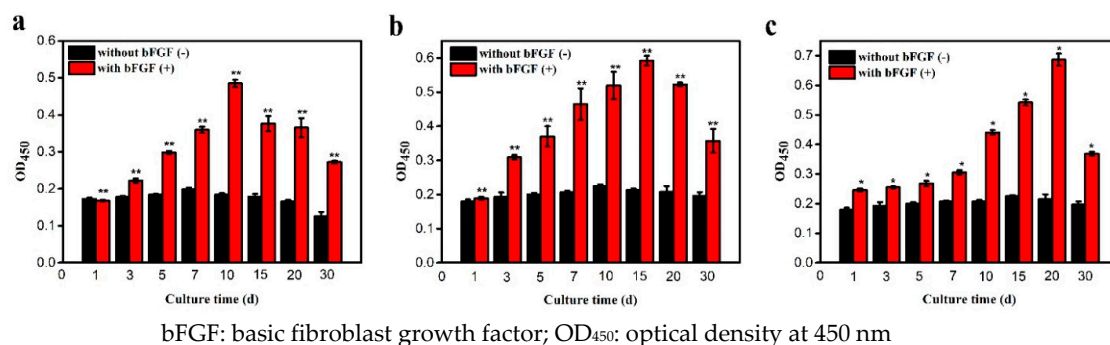 a
without bFGF (-)
with bFGF (+)
**
**
**
**
**
**
**
**
0.6
0.5
0.4
0.3
0.2
0.1
0.0
OD450
0 1 3 5 7 10 15 20 30
Culture time (d)
b
without bFGF (-)
with bFGF (+)
**
**
**
**
**
**
**
**
0.6
0.5
0.4
0.3
0.2
0.1
0.0
OD450
0 1 3 5 7 10 15 20 30
Culture time (d)
c
without bFGF (-)
with bFGF (+)
*
*
*
*
*
*
*
*
0.7
0.6
0.5
0.4
0.3
0.2
0.1
0.0
OD450
0 1 3 5 7 10 15 20 30
Culture time (d)
bFGF: basic fibroblast growth factor; OD450: optical density at 450 nm